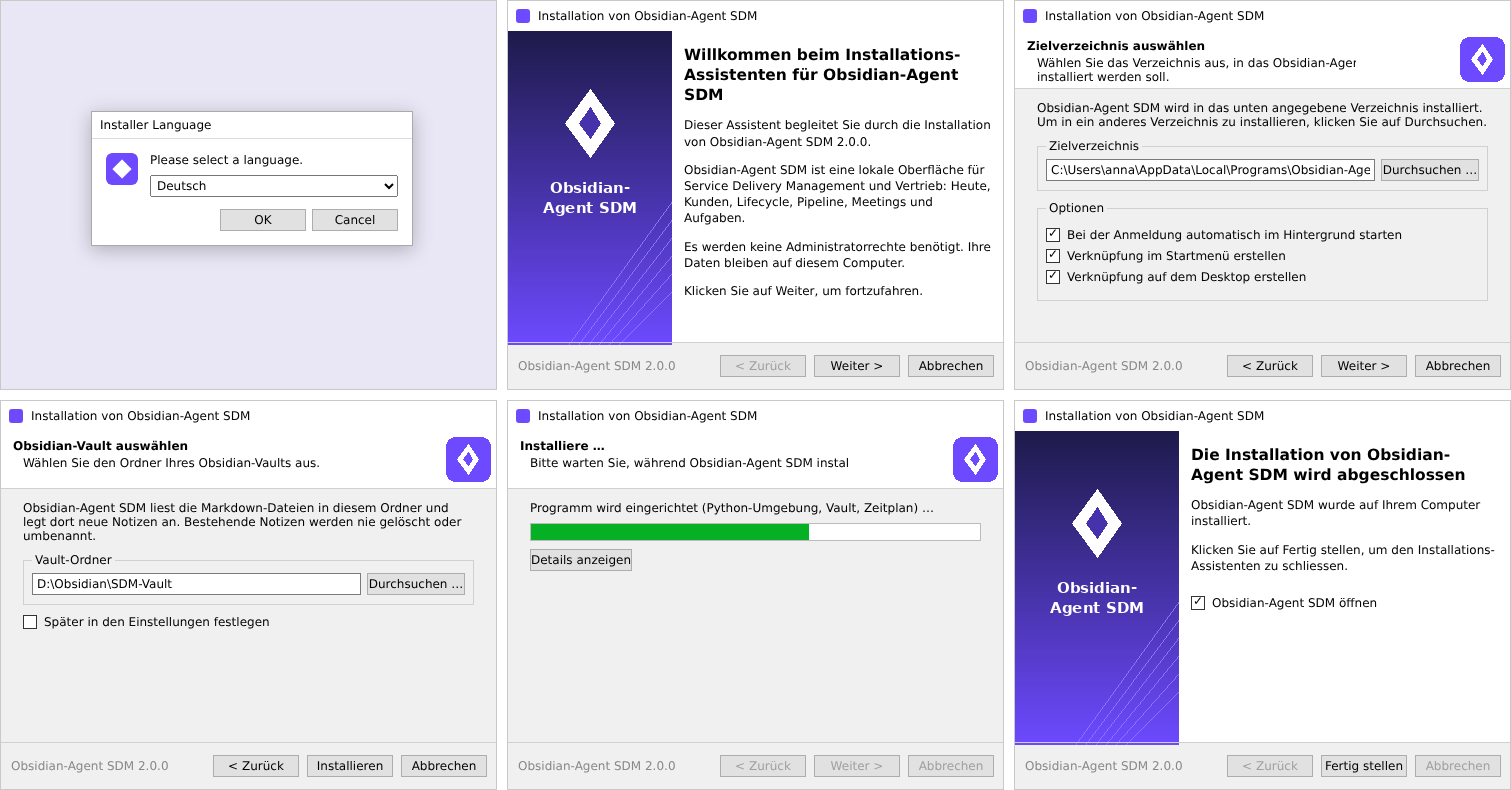 Installer Language
Please select a language.
Deutsch
OK
Cancel
Installation von Obsidian-Agent SDM
Obsidian-
Agent SDM
Willkommen beim Installations-
Assistenten für Obsidian-Agent
SDM
Dieser Assistent begleitet Sie durch die Installation
von Obsidian-Agent SDM 2.0.0.
Obsidian-Agent SDM ist eine lokale Oberfläche für
Service Delivery Management und Vertrieb: Heute,
Kunden, Lifecycle, Pipeline, Meetings und
Aufgaben.
Es werden keine Administratorrechte benötigt. Ihre
Daten bleiben auf diesem Computer.
Klicken Sie auf Weiter, um fortzufahren.
Obsidian-Agent SDM 2.0.0
< Zurück
Weiter >
Abbrechen
Installation von Obsidian-Agent SDM
Zielverzeichnis auswählen
Wählen Sie das Verzeichnis aus, in das Obsidian-Ager
installiert werden soll.
Obsidian-Agent SDM wird in das unten angegebene Verzeichnis installiert.
Um in ein anderes Verzeichnis zu installieren, klicken Sie auf Durchsuchen.
Zielverzeichnis
C:\Users\anna\AppData\Local\Programs\Obsidian-Age
Durchsuchen ...
Optionen
Bei der Anmeldung automatisch im Hintergrund starten
Verknüpfung im Startmenü erstellen
Verknüpfung auf dem Desktop erstellen
Obsidian-Agent SDM 2.0.0
< Zurück
Weiter >
Abbrechen
Installation von Obsidian-Agent SDM
Obsidian-Vault auswählen
Wählen Sie den Ordner Ihres Obsidian-Vaults aus.
Obsidian-Agent SDM liest die Markdown-Dateien in diesem Ordner und
legt dort neue Notizen an. Bestehende Notizen werden nie gelöscht oder
umbenannt.
Vault-Ordner
D:\Obsidian\SDM-Vault
Durchsuchen ...
Später in den Einstellungen festlegen
Obsidian-Agent SDM 2.0.0
< Zurück
Installieren
Abbrechen
Installation von Obsidian-Agent SDM
Installiere ...
Bitte warten Sie, während Obsidian-Agent SDM instal
Programm wird eingerichtet (Python-Umgebung, Vault, Zeitplan) ...
Details anzeigen
Obsidian-Agent SDM 2.0.0
< Zurück
Weiter >
Abbrechen
Installation von Obsidian-Agent SDM
Obsidian-
Agent SDM
Die Installation von Obsidian-
Agent SDM wird abgeschlossen
Obsidian-Agent SDM wurde auf Ihrem Computer
installiert.
Klicken Sie auf Fertig stellen, um den Installations-
Assistenten zu schliessen.
Obsidian-Agent SDM öffnen
Obsidian-Agent SDM 2.0.0
< Zurück
Fertig stellen
Abbrechen